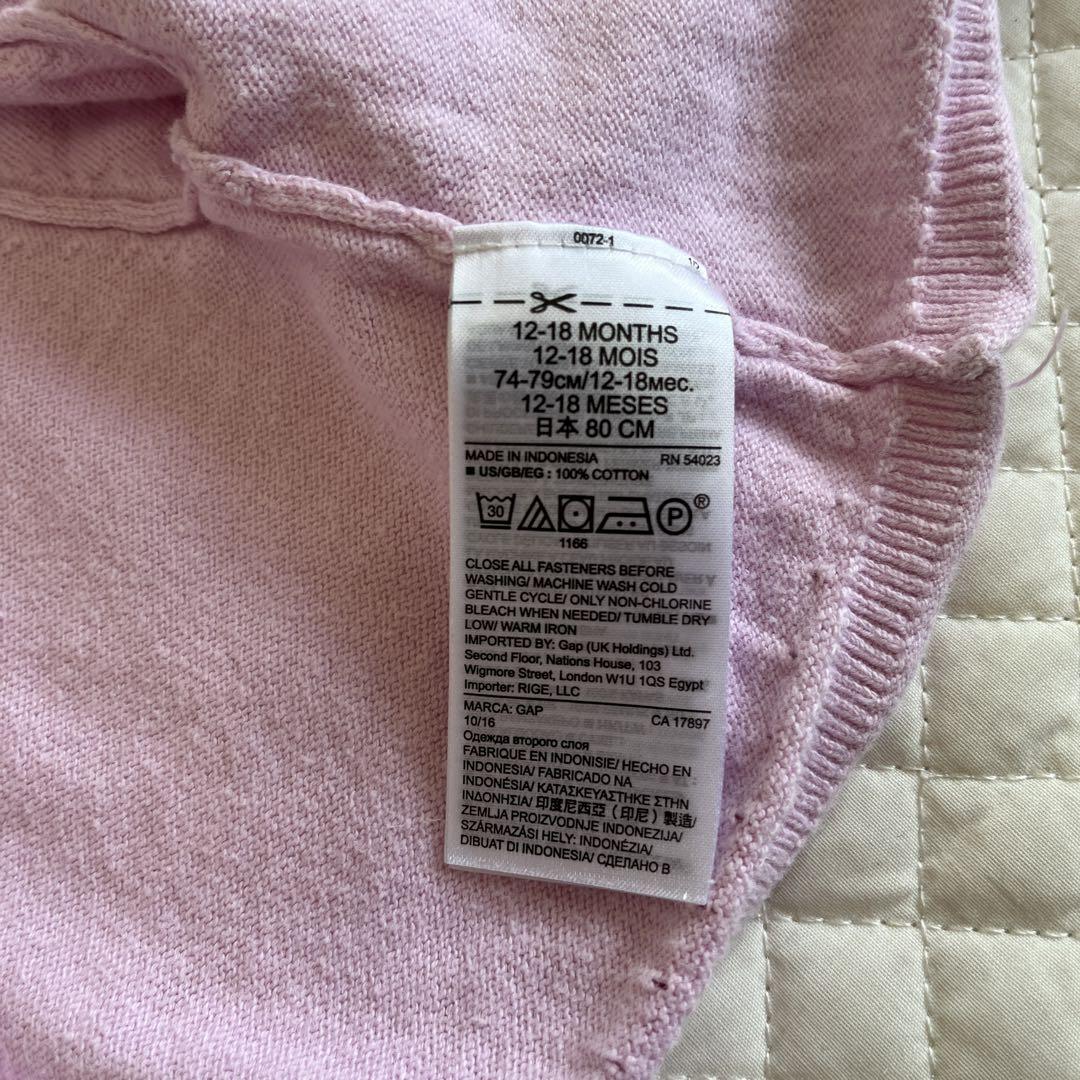 0072-1
12-18 MONTHS
12-18 MOIS
74-79см/12-18мес.
12-18 MESES
日本 80 CM
MADE IN INDONESIA RN 54023
US/GB/EG : 100% COTTON
30 P ®
1166
CLOSE ALL FASTENERS BEFORE
WASHING/ MACHINE WASH COLD
GENTLE CYCLE/ ONLY NON-CHLORINE
BLEACH WHEN NEEDED/ TUMBLE DRY
LOW/ WARM IRON
IMPORTED BY: Gap (UK Holdings) Ltd.
Second Floor, Nations House, 103
Wigmore Street, London W1U 1QS Egypt
Importer: RIGE, LLC
MARCA: GAP CA 17897
10/16
Одежда второго слоя
FABRIQUE EN INDONISIE/ HECHO EN
INDONESIA/ FABRICADO NA
INDONÉSIA/ ΚΑΤΑΣΚΕΥΑΣΤΗΚΕ ΣΤΗΝ
ΙΝΔΟΝΗΣΙΑ/ 印度尼西亞（印尼）製造/
ZEMLJA PROIZVODNJE INDONEZIJA/
SZÁRMAZÁSI HELY: INDONÉZIA/
DIBUAT DI INDONESIA/ СДЕЛАНО В